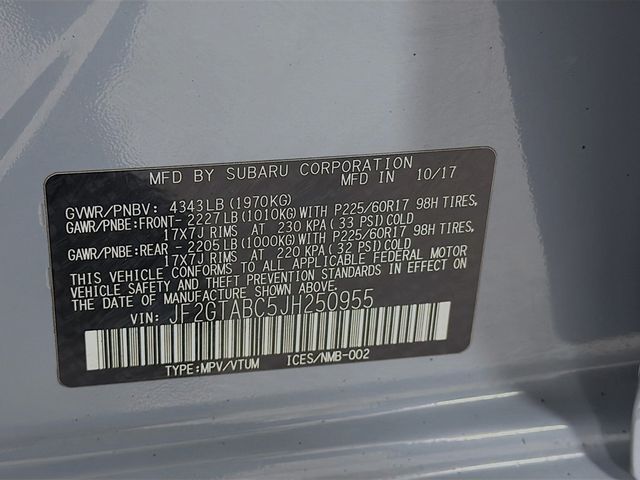 MFD BY SUBARU CORPORATION
MFD IN 10/17
GVWR/PNBV: 4343LB(1970KG)
GAWR/PNBE:FRONT- 2227LB(1010KG)WITH P225/60R17 98H TIRES,
17X7J RIMS AT 230 KPA(33 PSI)COLD
GAWR/PNBE:REAR - 2205LB(1000KG)WITH P225/60R17 98H TIRES,
17X7J RIMS AT 220 KPA(32 PSI)COLD
THIS VEHICLE CONFORMS TO ALL APPLICABLE FEDERAL MOTOR
VEHICLE SAFETY AND THEFT PREVENTION STANDARDS IN EFFECT ON
THE DATE OF MANUFACTURE SHOWN ABOVE.
VIN: JF2GTABC5JH250955
TYPE:MPV/VTUM ICES/NMB-002